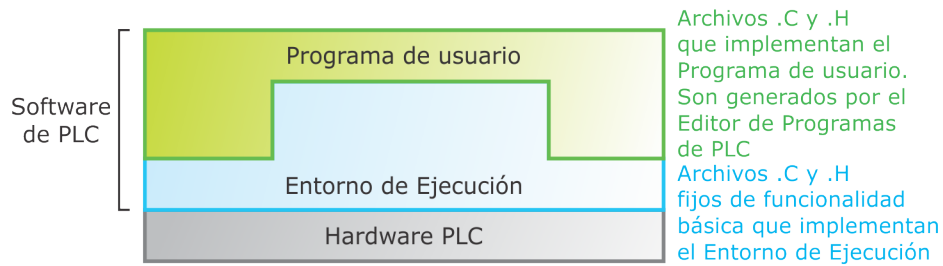 Software
de PLC
Programa de usuario
Entorno de Ejecución
Hardware PLC
Archivos .C y .H
que implementan el
Programa de usuario.
Son generados por el
Editor de Programas
de PLC
Archivos .C y .H
fijos de funcionalidad
básica que implementan
el Entorno de Ejecución